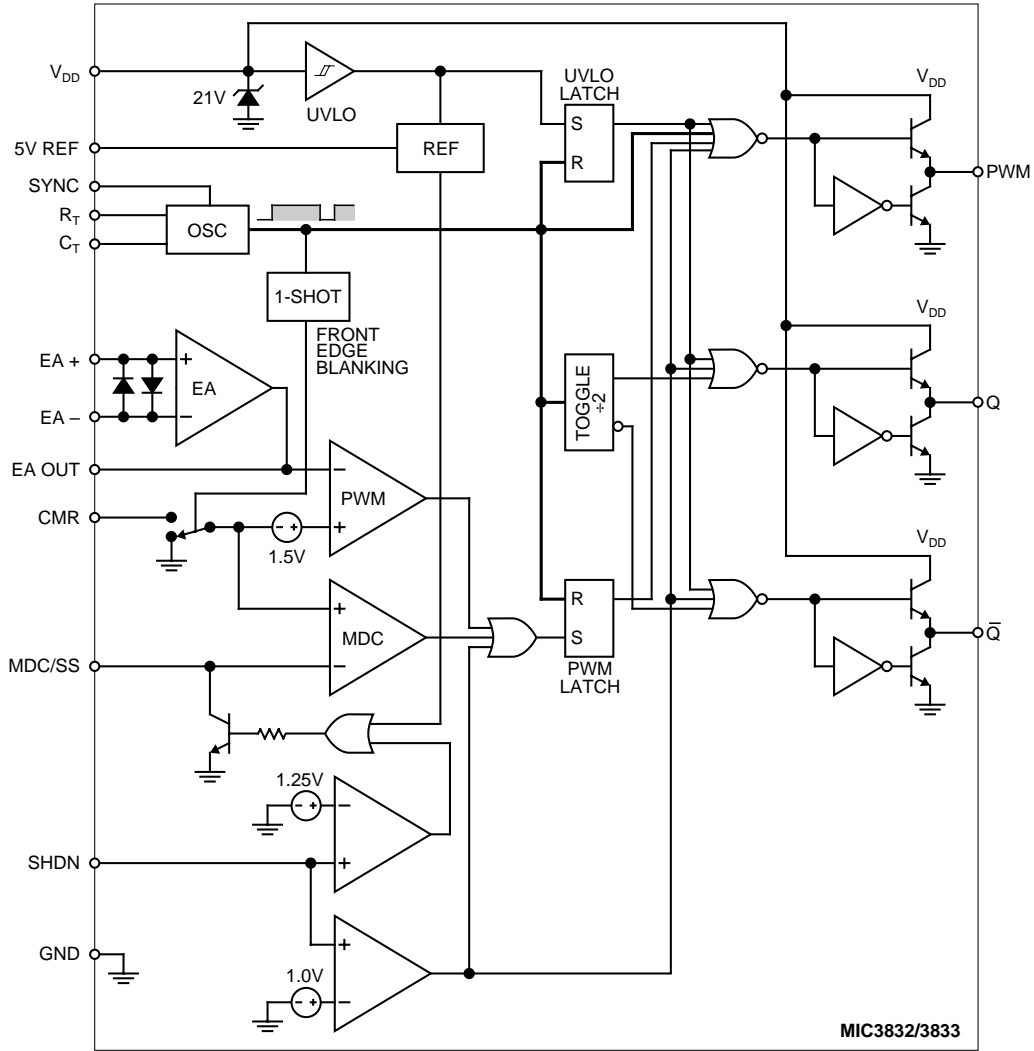 V_DD
21V
UVLO
UVLO
LATCH
V_DD
S
R
5V REF
REF
PWM
SYNC
R_T
C_T
OSC
1-SHOT
FRONT
EDGE
BLANKING
V_DD
EA +
EA –
+
–
EA
TOGGLE
÷2
Q
EA OUT
–
+
PWM
CMR
- +
1.5V
V_DD
+
–
MDC
R
S
PWM
LATCH
Q̅
MDC/SS
1.25V
- +
–
+
SHDN
GND
+
–
1.0V
- +
MIC3832/3833